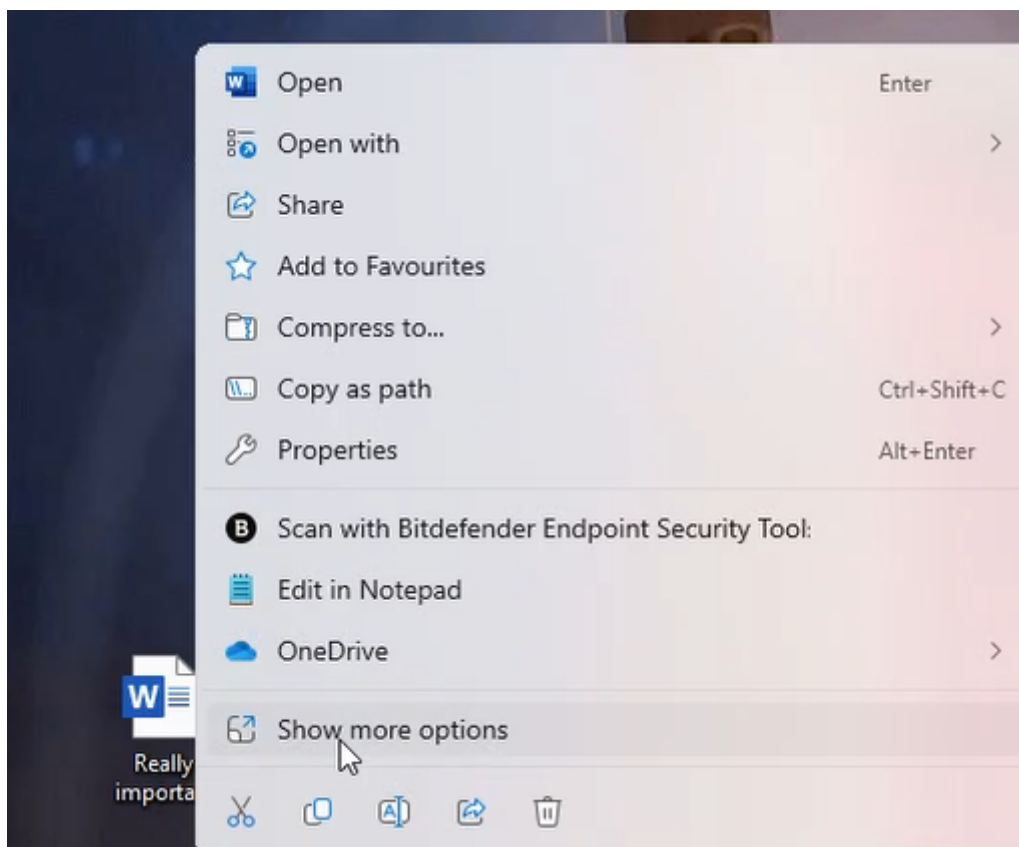 Open Enter
Open with
Share
Add to Favourites
Compress to...
Copy as path Ctrl+Shift+C
Properties Alt+Enter
Scan with Bitdefender Endpoint Security Tool
Edit in Notepad
OneDrive
Really
importa
Show more options